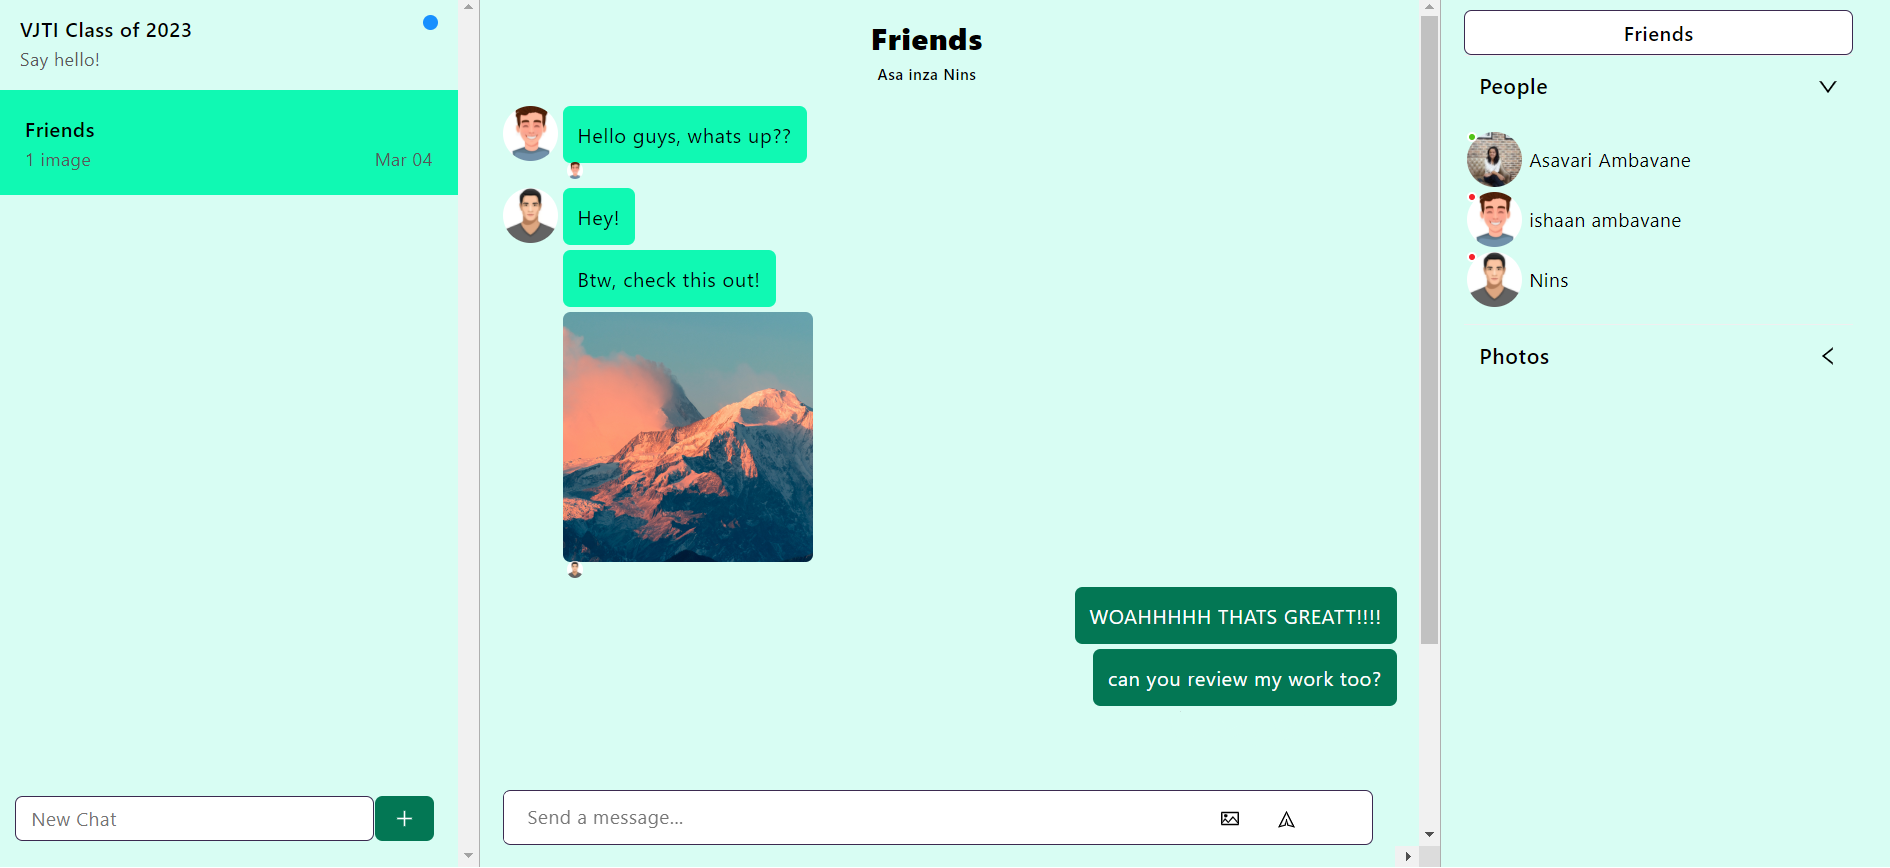 VJTI Class of 2023
Say hello!
Friends
1 image
Mar 04
New Chat
Friends
Asa inza Nins
Hello guys, whats up??
Hey!
Btw, check this out!
WOAHHHHH THATS GREATT!!!!
can you review my work too?
Send a message...
Friends
People
Asavari Ambavane
ishaan ambavane
Nins
Photos